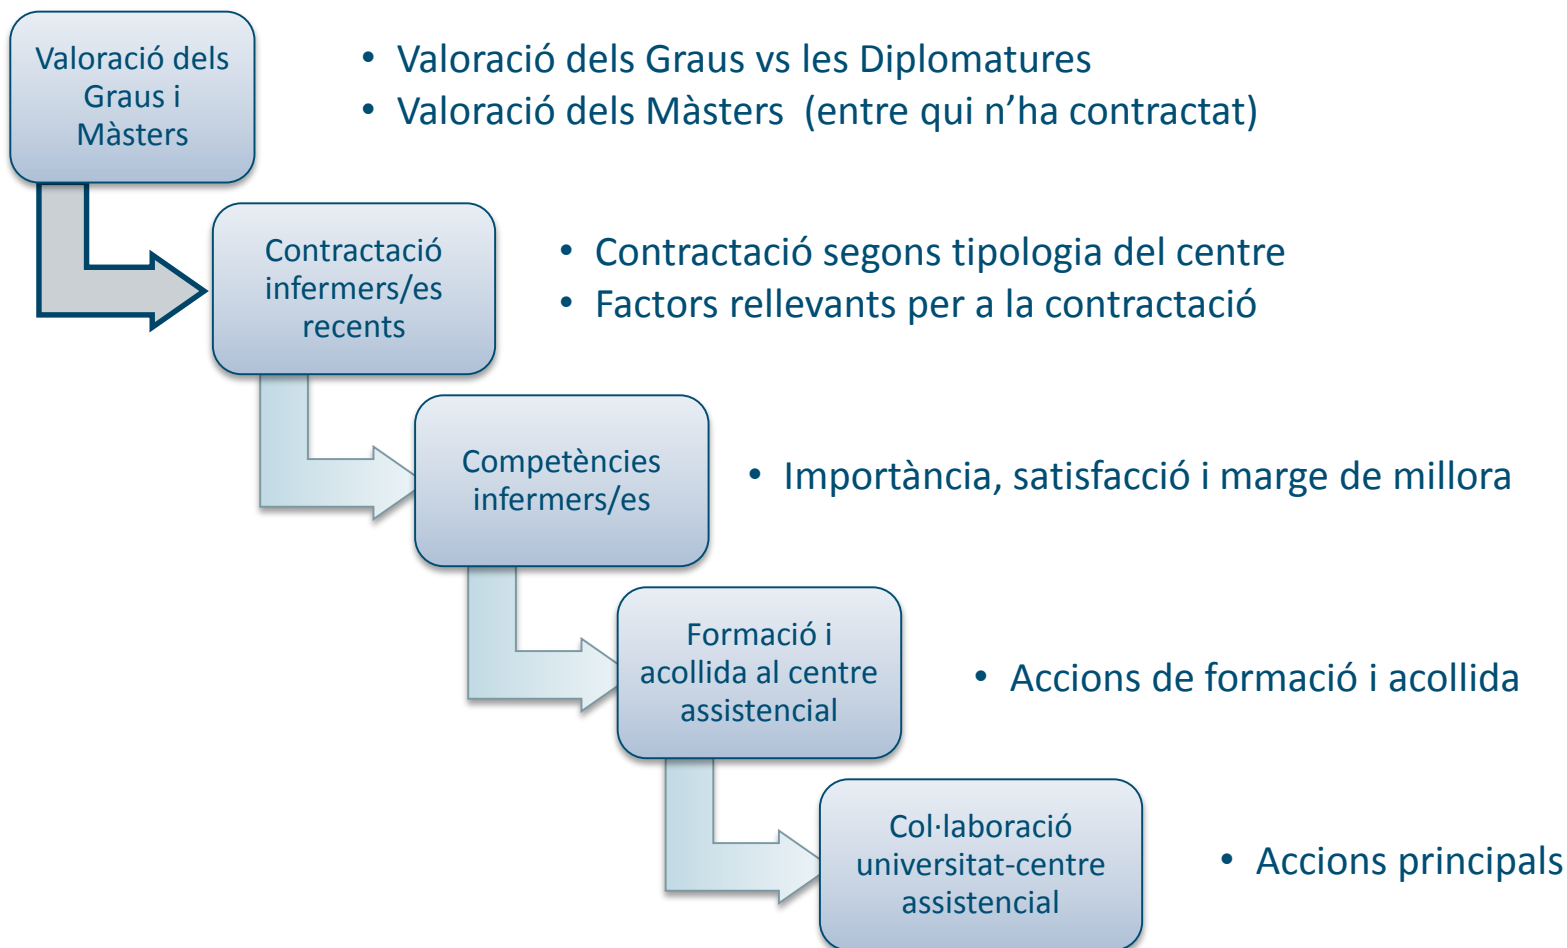 Valoració dels
Graus i
Màsters
• Valoració dels Graus vs les Diplomatures
• Valoració dels Màsters (entre qui n’ha contractat)
Contractació
infermers/es
recents
• Contractació segons tipologia del centre
• Factors rellevants per a la contractació
Competències
infermers/es
• Importància, satisfacció i marge de millora
Formació i
acollida al centre
assistencial
• Accions de formació i acollida
Col·laboració
universitat-centre
assistencial
• Accions principals